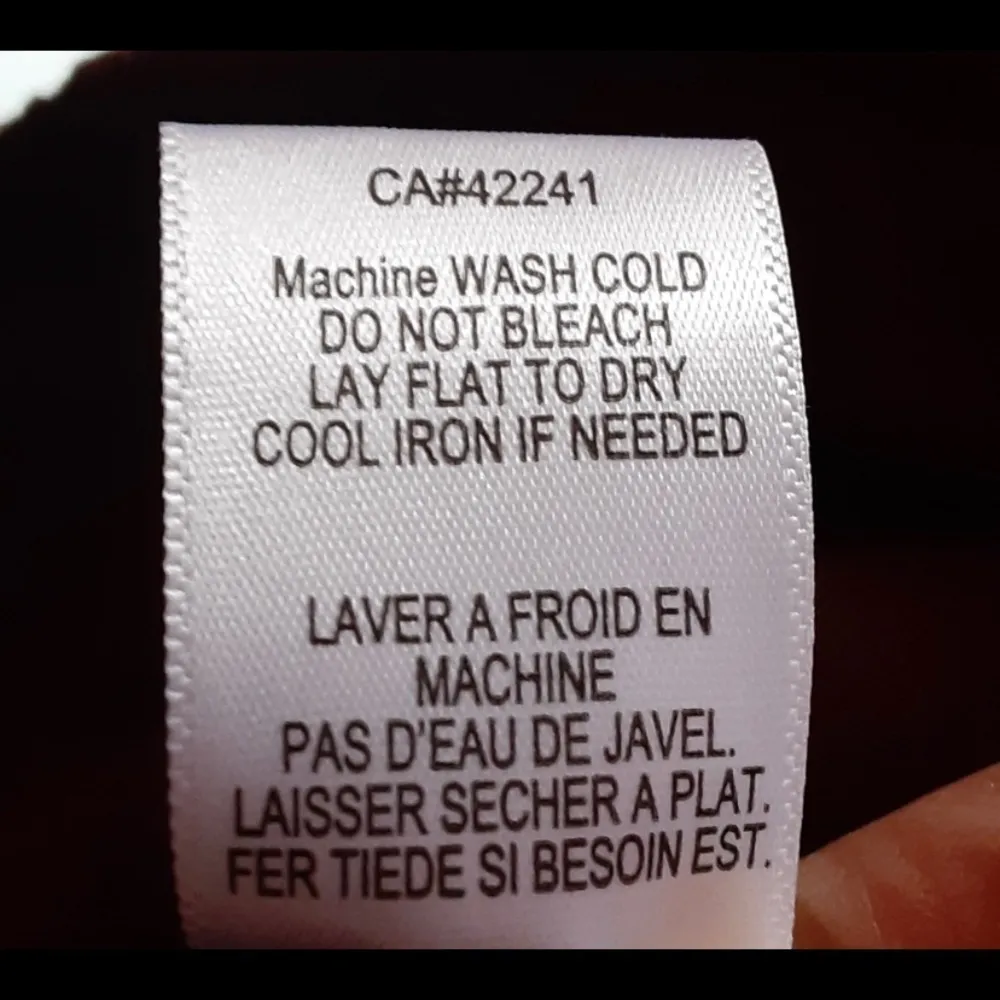 CA#42241
Machine WASH COLD
DO NOT BLEACH
LAY FLAT TO DRY
COOL IRON IF NEEDED
LAVER A FROID EN
MACHINE
PAS D'EAU DE JAVEL.
LAISSER SECHER A PLAT.
FER TIEDE SI BESOIN EST.